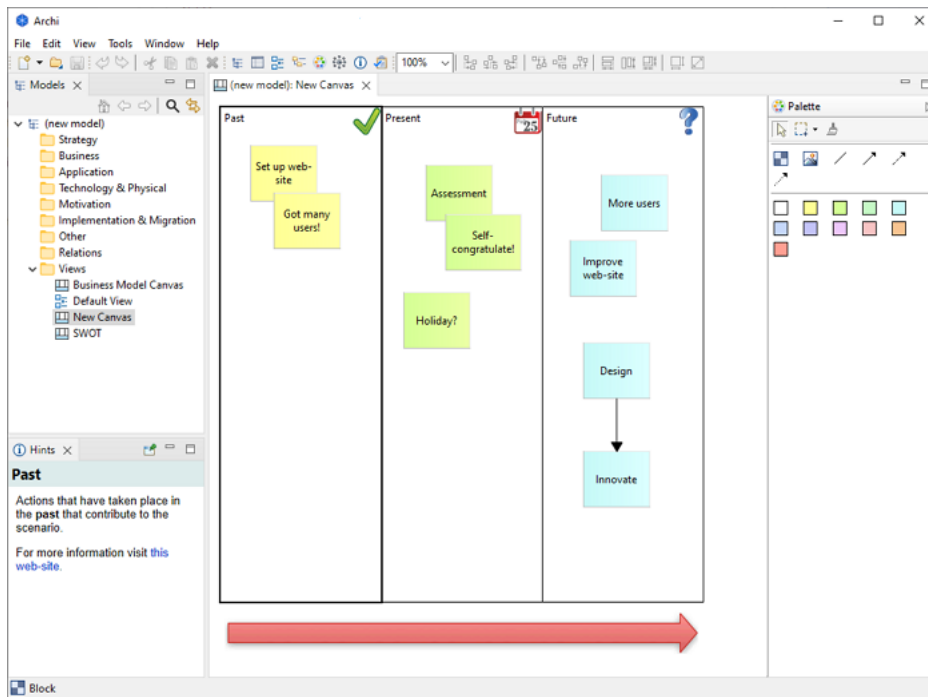 Archi
File Edit View Tools Window Help
100%
Models
(new model)
Strategy
Business
Application
Technology & Physical
Motivation
Implementation & Migration
Other
Relations
Views
Business Model Canvas
Default View
New Canvas
SWOT
Hints
Past
Actions that have taken place in
the past that contribute to the
scenario.
For more information visit this
web-site.
(new model): New Canvas
Past
Set up web-
site
Got many
users!
Present
25
Assessment
Self-
congratulate!
Holiday?
Future
?
More users
Improve
web-site
Design
Innovate
Palette
Block